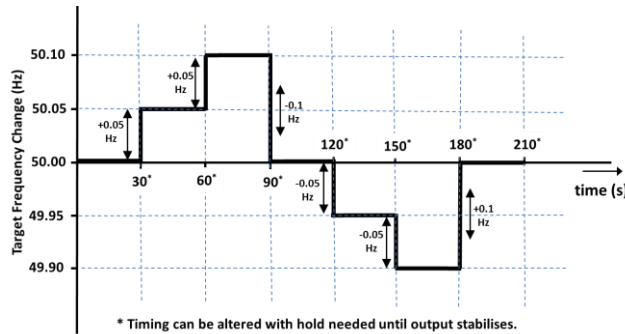 Target Frequency Change (Hz)
50.10
50.05
50.00
49.95
49.90
+0.05
Hz
+0.05
Hz
-0.1
Hz
30*
60*
90*
120*
150*
180*
210*
-0.05
Hz
-0.05
Hz
+0.1
Hz
time (s)
* Timing can be altered with hold needed until output stabilises.